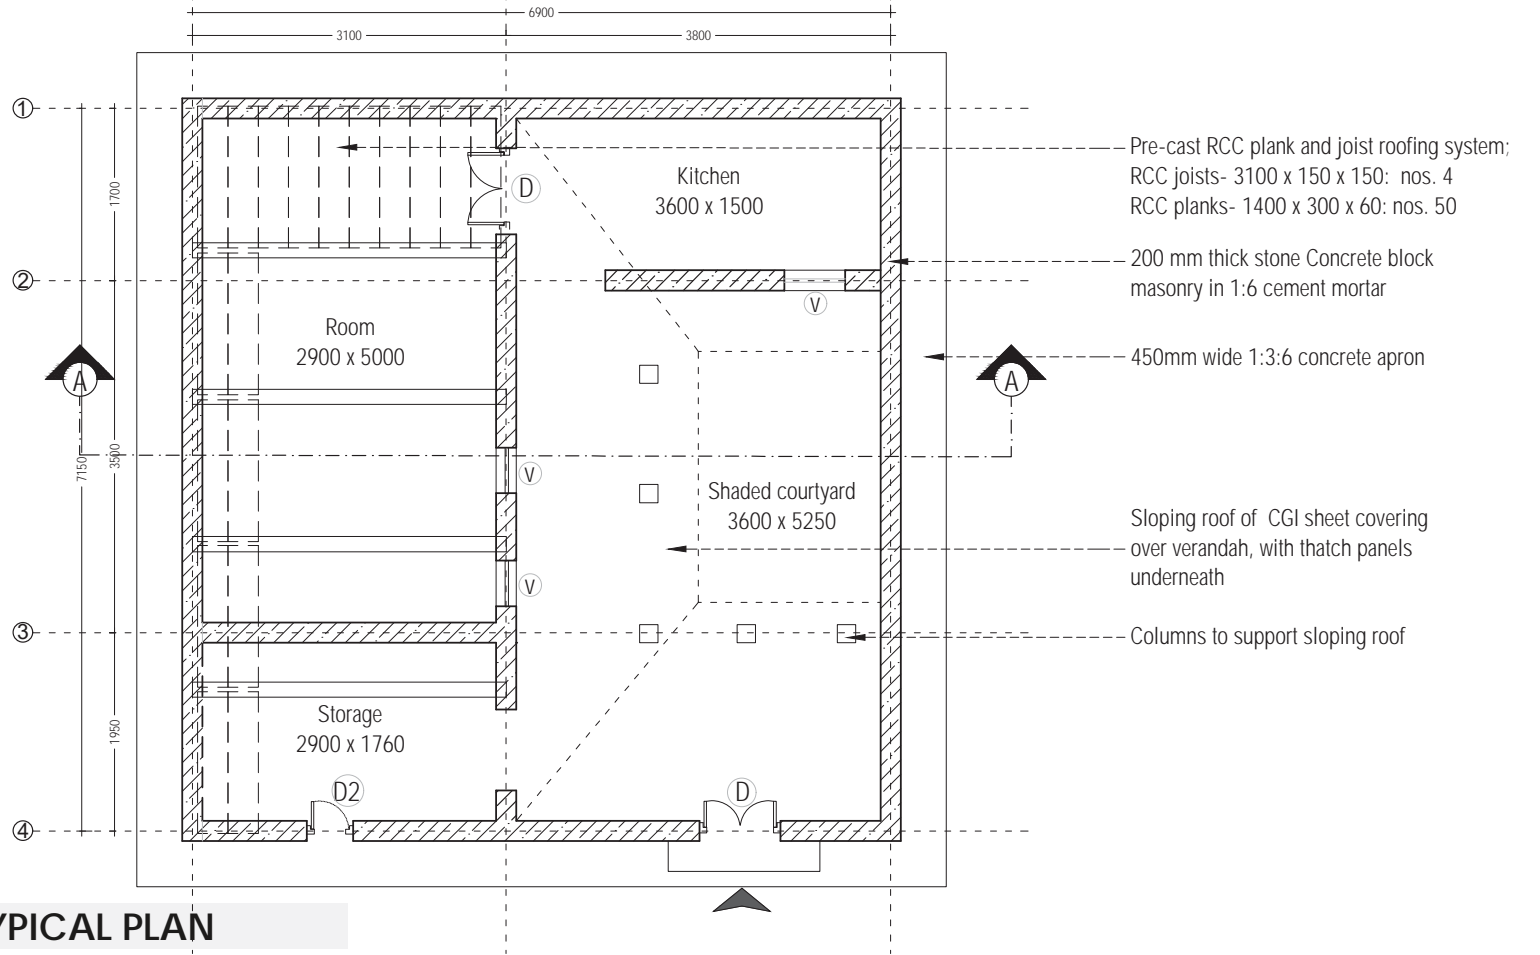 6900
3100
3800
1
Pre-cast RCC plank and joist roofing system;
RCC joists- 3100 x 150 x 150: nos. 4
RCC planks- 1400 x 300 x 60: nos. 50
Kitchen
3600 x 1500
D
1700
200 mm thick stone Concrete block
masonry in 1:6 cement mortar
2
V
Room
2900 x 5000
450mm wide 1:3:6 concrete apron
A
A
7150
3500
V
Shaded courtyard
3600 x 5250
Sloping roof of CGI sheet covering
over verandah, with thatch panels
underneath
V
3
Columns to support sloping roof
1950
Storage
2900 x 1760
D2
D
4
YPICAL PLAN